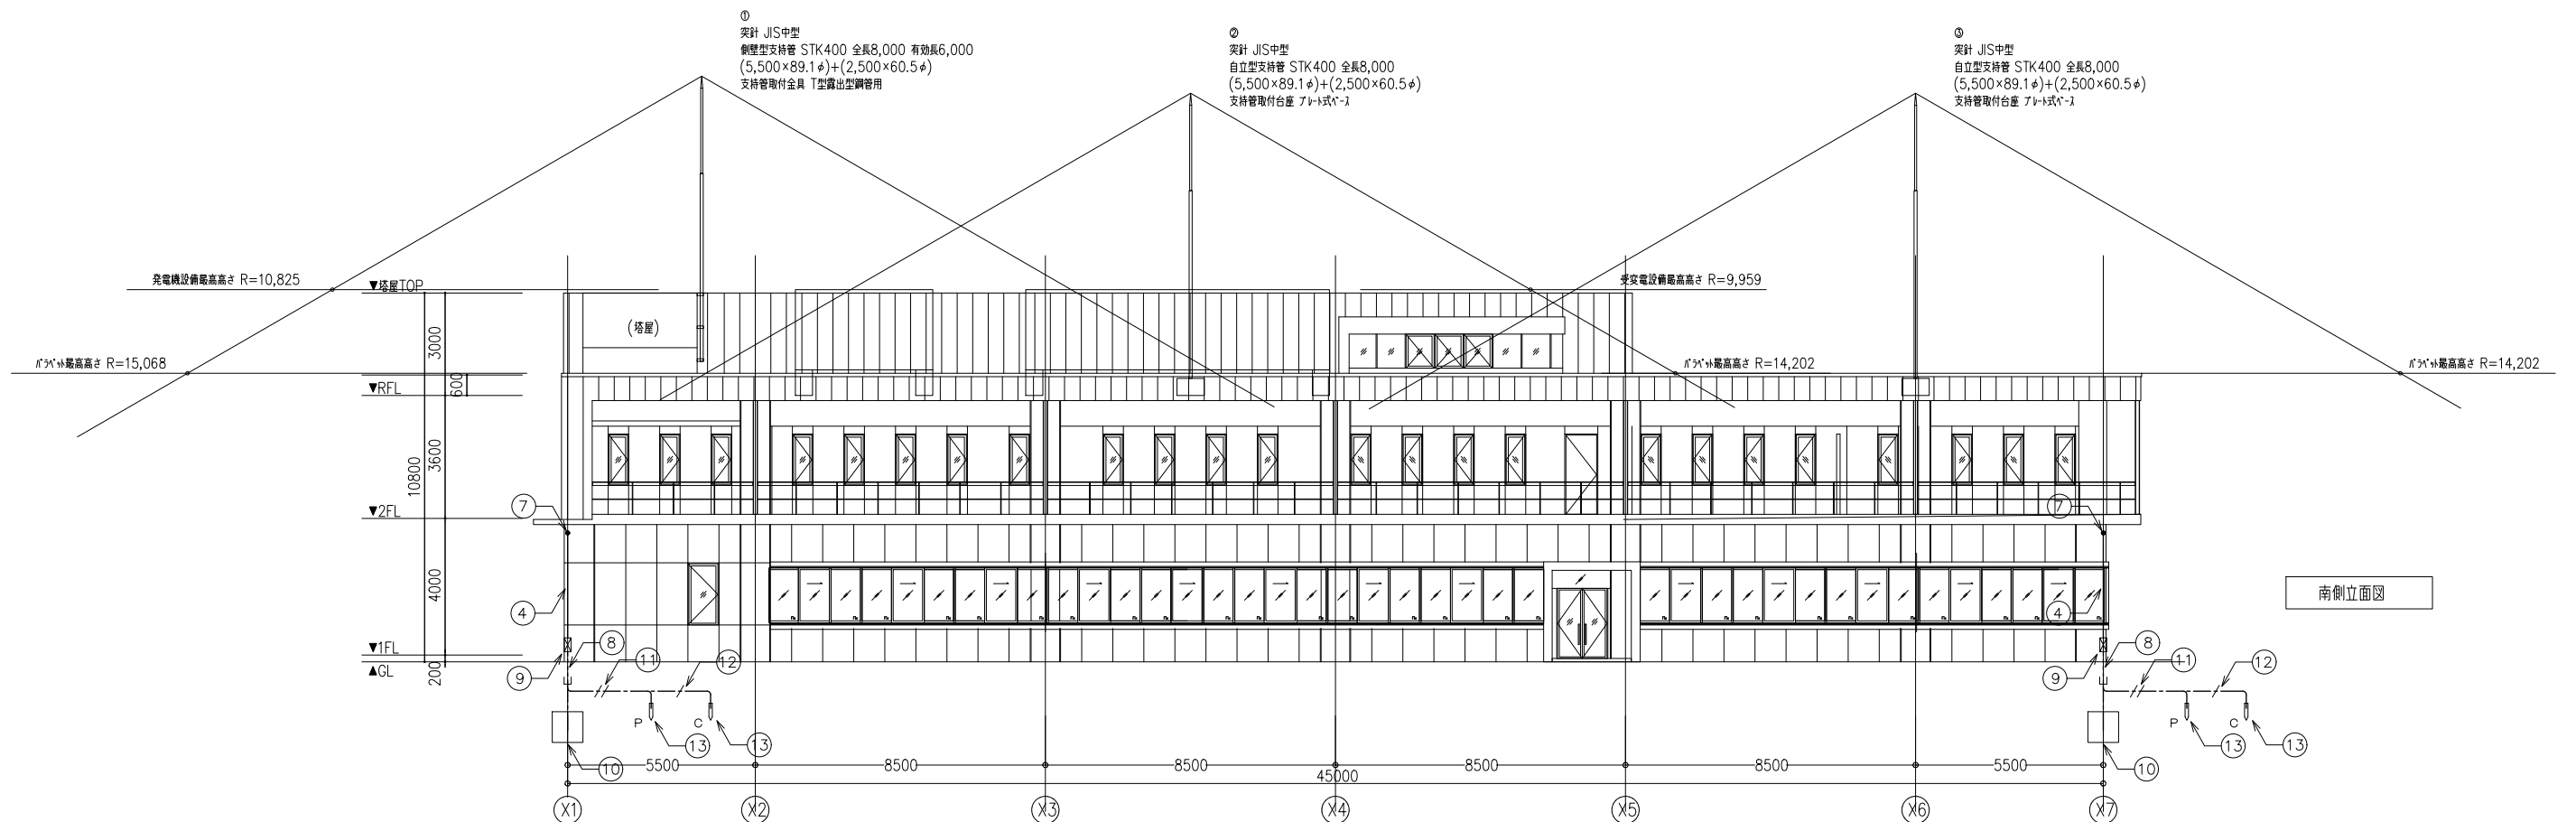 ①
突針 JIS中型
側壁型支持管 STK400 全長8,000 有効長6,000
(5,500×89.1φ)+(2,500×60.5φ)
支持管取付金具 T型露出型鋼管用
②
突針 JIS中型
自立型支持管 STK400 全長8,000
(5,500×89.1φ)+(2,500×60.5φ)
支持管取付台座 プレート式ベース
③
突針 JIS中型
自立型支持管 STK400 全長8,000
(5,500×89.1φ)+(2,500×60.5φ)
支持管取付台座 プレート式ベース
発電機設備最高高さ R=10,825
▼塔屋TOP
受変電設備最高高さ R=9,959
(塔屋)
3000
パラペット最高高さ R=15,068
パラペット最高高さ R=14,202
パラペット最高高さ R=14,202
▼RFL
600
10800
3600
▼2FL
7
7
4000
4
4
南側立面図
▼1FL
▲GL
200
8
9
11
12
8
9
11
12
P
C
13
13
P
C
13
13
10
10
5500
8500
8500
8500
8500
5500
45000
X1
X2
X3
X4
X5
X6
X7